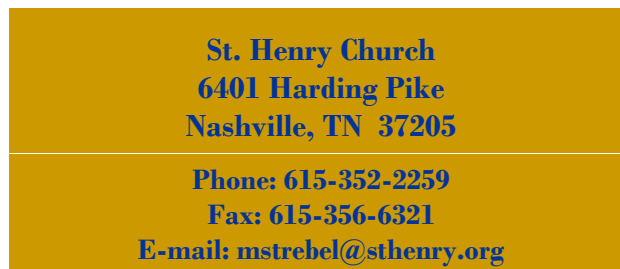 St. Henry Church
6401 Harding Pike
Nashville, TN  37205
Phone: 615-352-2259
Fax: 615-356-6321
E-mail: mstrebel@sthenry.org